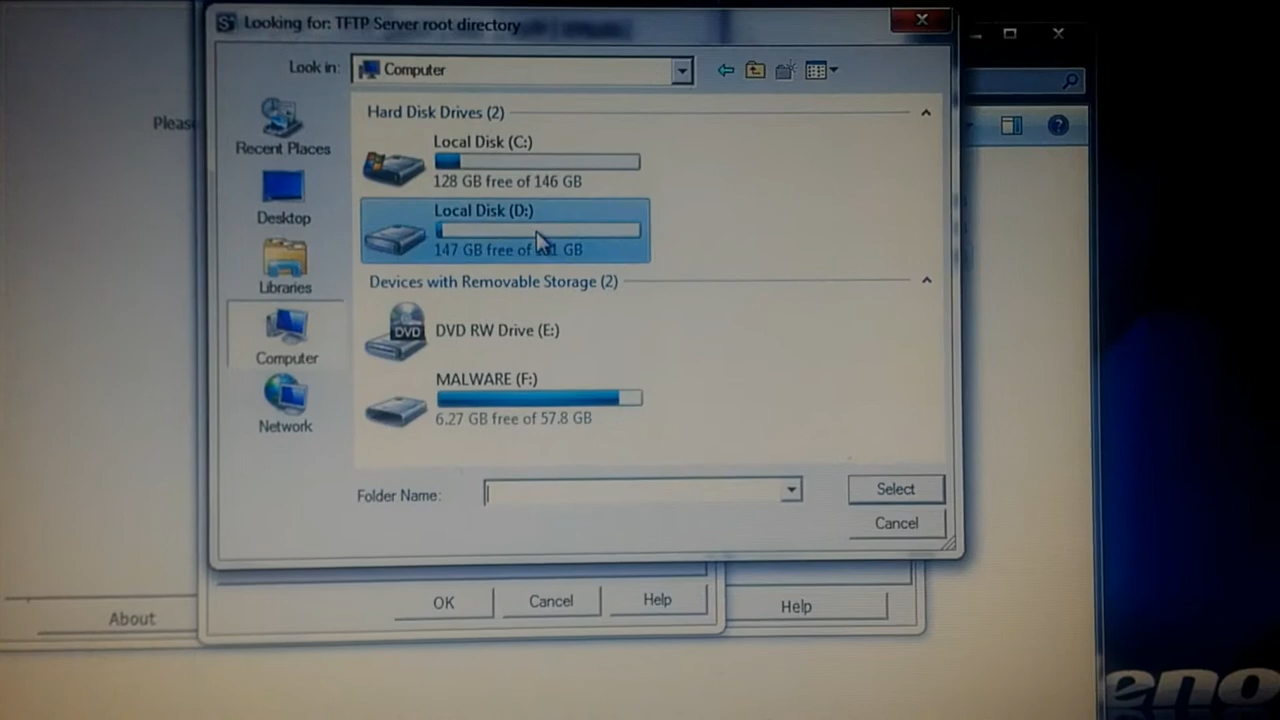 Looking for: TFTP Server root directory
Look in: Computer
Recent Places
Desktop
Libraries
Computer
Network
Hard Disk Drives (2)
Local Disk (C:)
128 GB free of 146 GB
Local Disk (D:)
147 GB free of GB
Devices with Removable Storage (2)
DVD
DVD RW Drive (E:)
MALWARE (F:)
6.27 GB free of 57.8 GB
Folder Name:
Select
Cancel
OK
Cancel
Help
Help
About
eno